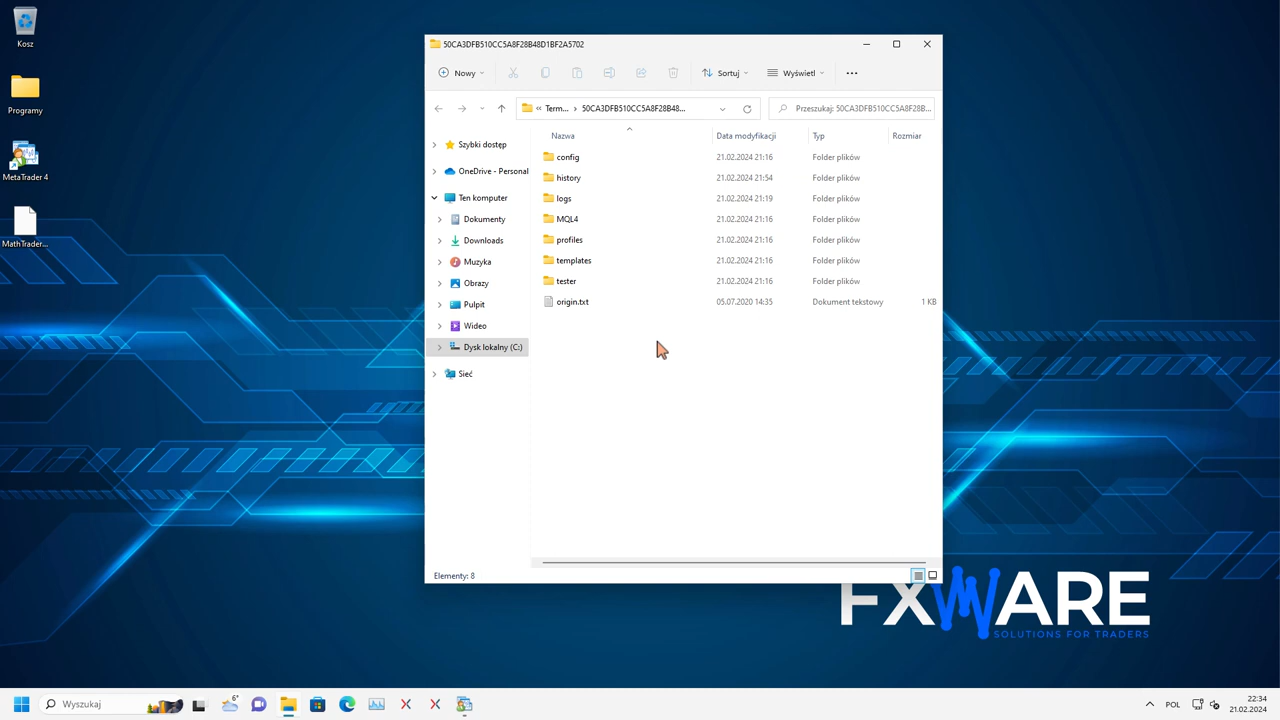 Kosz
Programy
MetaTrader 4
MathTrader...
50CA3DFB510CC5A8F28B48D1BF2A5702
Nowy
Sortuj
Wyświetl
« Term... > 50CA3DFB510CC5A8F28B48...
Przeszukaj: 50CA3DFB510CC5A8F28B...
Szybki dostęp
OneDrive - Personal
Ten komputer
Dokumenty
Downloads
Muzyka
Obrazy
Pulpit
Wideo
Dysk lokalny (C:)
Sieć
Nazwa Data modyfikacji Typ Rozmiar
config 21.02.2024 21:16 Folder plików
history 21.02.2024 21:54 Folder plików
logs 21.02.2024 21:19 Folder plików
MQL4 21.02.2024 21:16 Folder plików
profiles 21.02.2024 21:16 Folder plików
templates 21.02.2024 21:16 Folder plików
tester 21.02.2024 21:16 Folder plików
origin.txt 05.07.2020 14:35 Dokument tekstowy 1 KB
Elementy: 8
FXWARE
SOLUTIONS FOR TRADERS
Wyszukaj
6°
POL
22:34
21.02.2024